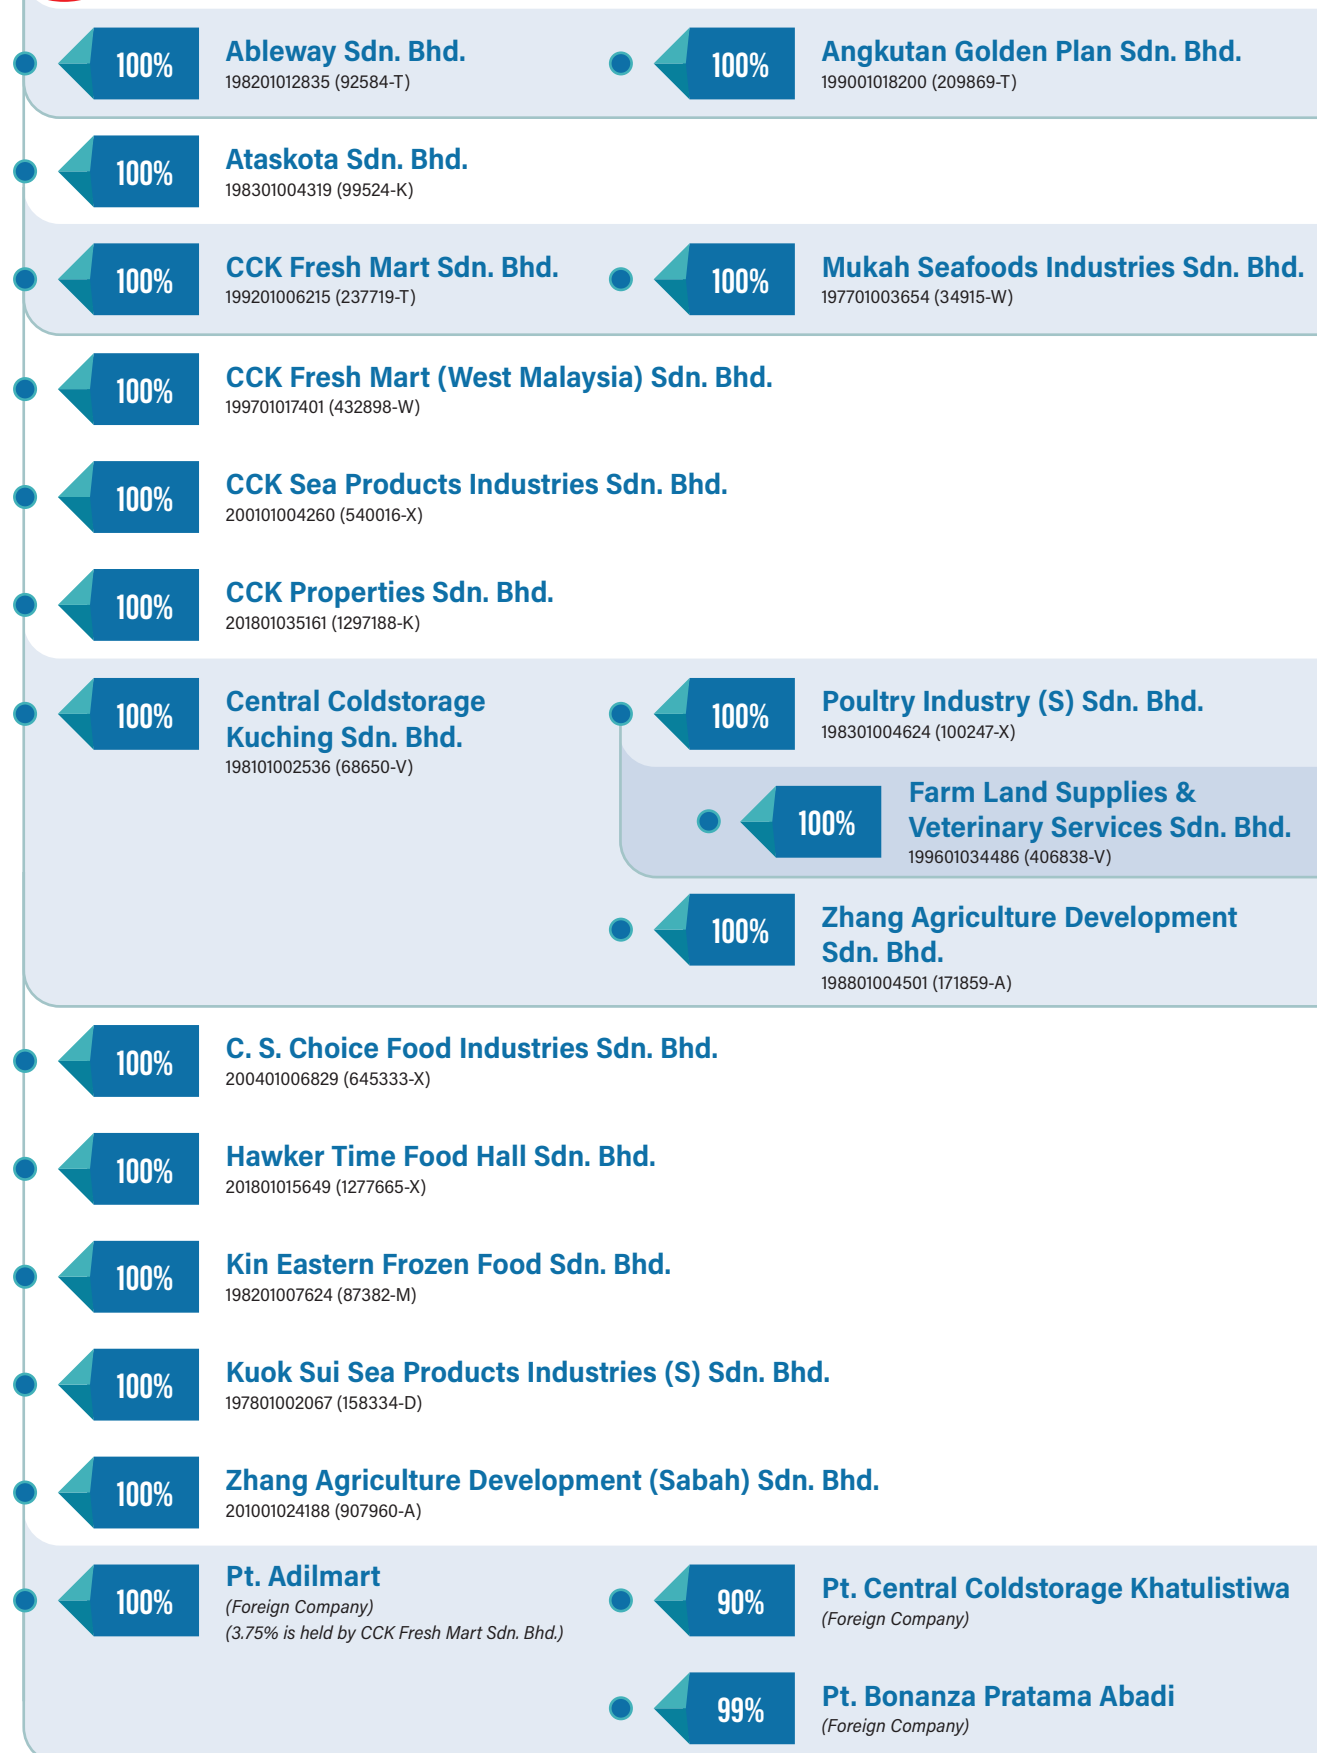 100%
Ableway Sdn. Bhd.
198201012835 (92584-T)
100%
Angkutan Golden Plan Sdn. Bhd.
199001018200 (209869-T)
100%
Ataskota Sdn. Bhd.
198301004319 (99524-K)
100%
CCK Fresh Mart Sdn. Bhd.
199201006215 (237719-T)
100%
Mukah Seafoods Industries Sdn. Bhd.
197701003654 (34915-W)
100%
CCK Fresh Mart (West Malaysia) Sdn. Bhd.
199701017401 (432898-W)
100%
CCK Sea Products Industries Sdn. Bhd.
200101004260 (540016-X)
100%
CCK Properties Sdn. Bhd.
201801035161 (1297188-K)
100%
Central Coldstorage
Kuching Sdn. Bhd.
198101002536 (68650-V)
100%
Poultry Industry (S) Sdn. Bhd.
198301004624 (100247-X)
100%
Farm Land Supplies &
Veterinary Services Sdn. Bhd.
199601034486 (406838-V)
100%
Zhang Agriculture Development
Sdn. Bhd.
198801004501 (171859-A)
100%
C. S. Choice Food Industries Sdn. Bhd.
200401006829 (645333-X)
100%
Hawker Time Food Hall Sdn. Bhd.
201801015649 (1277665-X)
100%
Kin Eastern Frozen Food Sdn. Bhd.
198201007624 (87382-M)
100%
Kuok Sui Sea Products Industries (S) Sdn. Bhd.
197801002067 (158334-D)
100%
Zhang Agriculture Development (Sabah) Sdn. Bhd.
201001024188 (907960-A)
100%
Pt. Adilmart
(Foreign Company)
(3.75% is held by CCK Fresh Mart Sdn. Bhd.)
90%
Pt. Central Coldstorage Khatulistiwa
(Foreign Company)
99%
Pt. Bonanza Pratama Abadi
(Foreign Company)